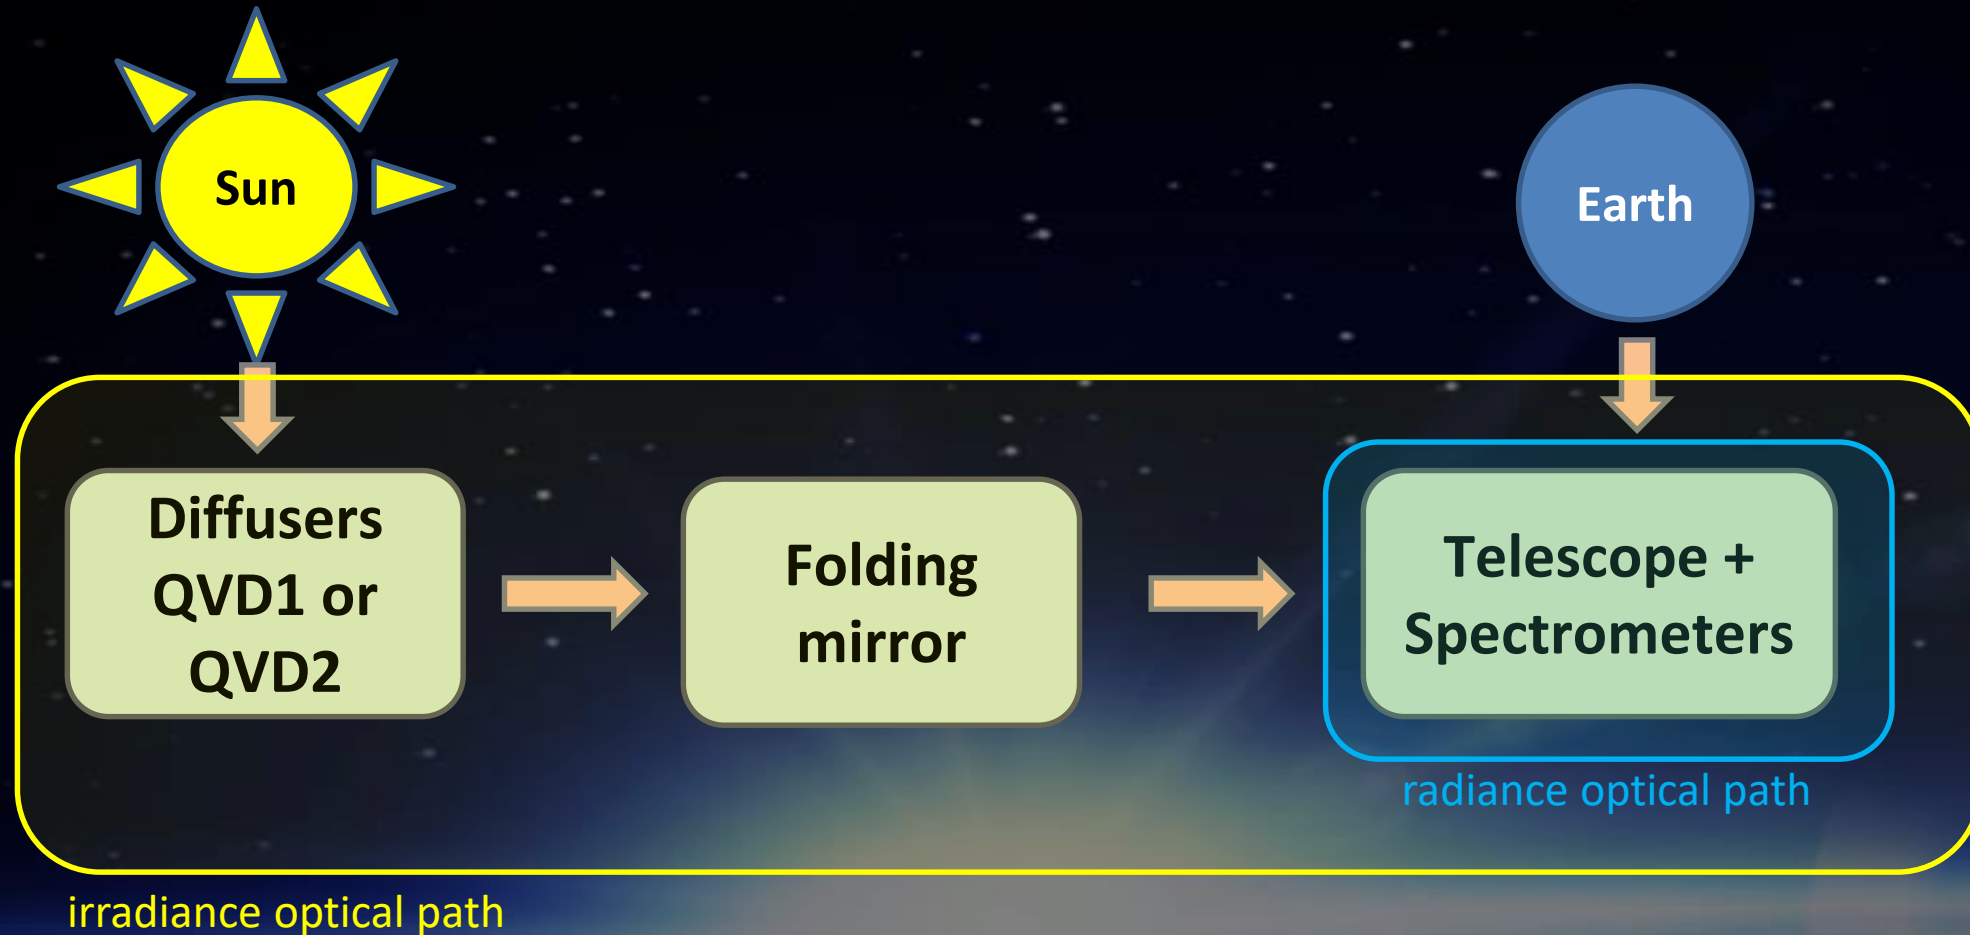 Sun
Earth
Diffusers
QVD1 or
QVD2
Folding
mirror
Telescope +
Spectrometers
radiance optical path
irradiance optical path